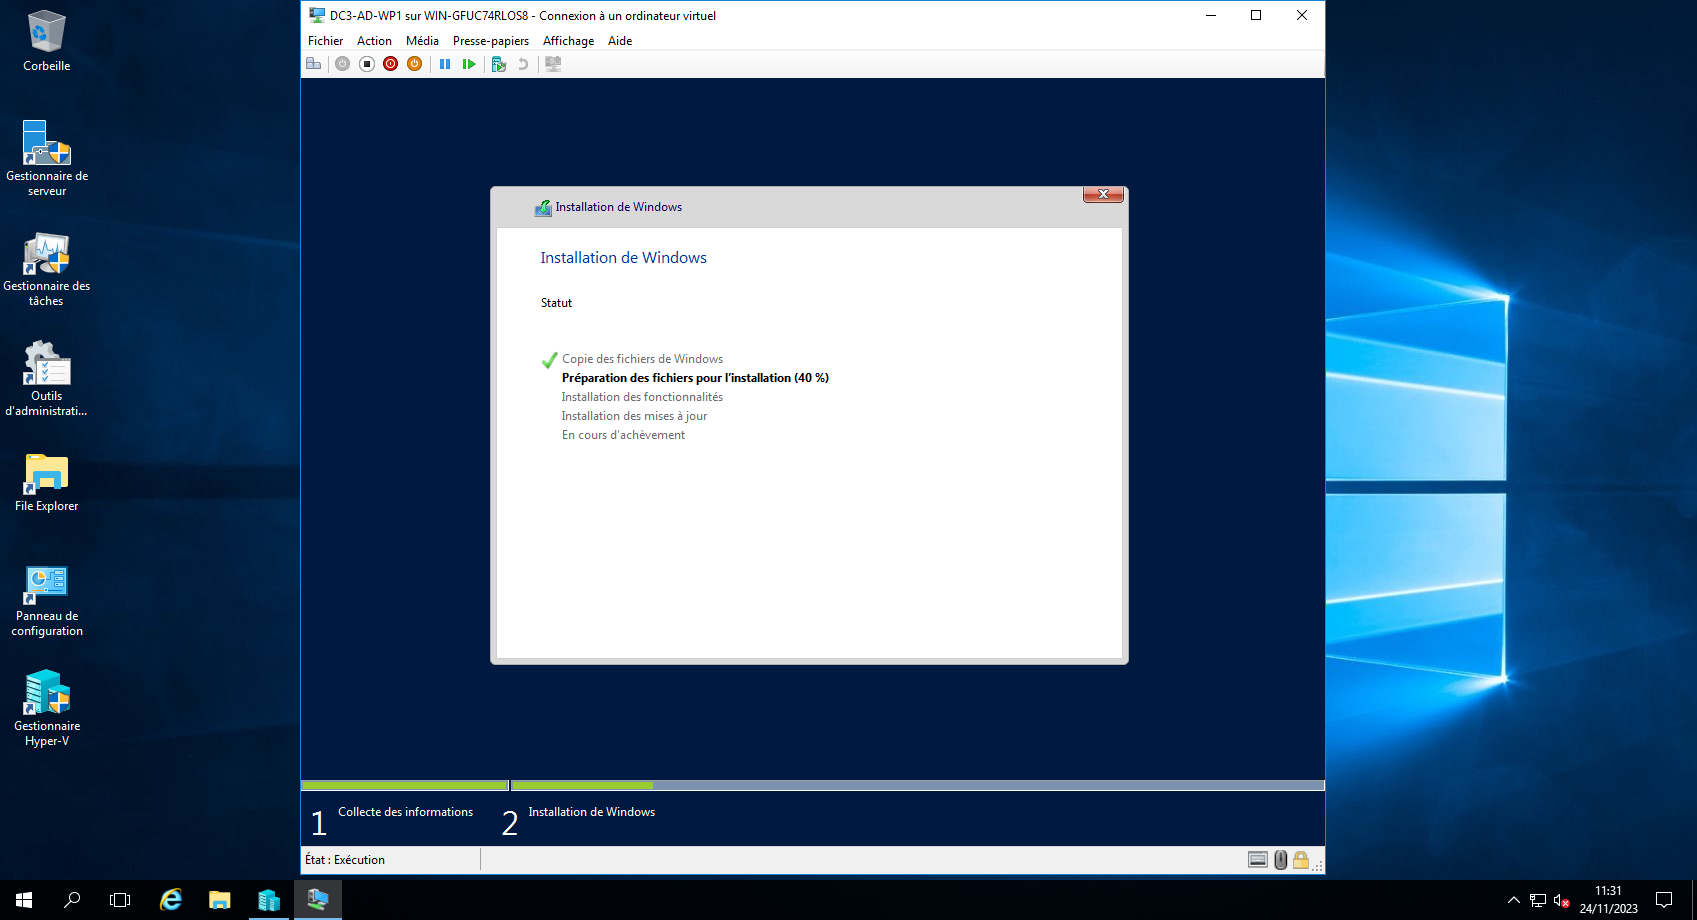 Corbeille
Gestionnaire de
serveur
Gestionnaire des
tâches
Outils
d'administrati...
File Explorer
Panneau de
configuration
Gestionnaire
Hyper-V
DC3-AD-WP1 sur WIN-GFUC74RLOS8 - Connexion à un ordinateur virtuel
Fichier Action Média Presse-papiers Affichage Aide
Installation de Windows
Installation de Windows
Statut
Copie des fichiers de Windows
Préparation des fichiers pour l'installation (40 %)
Installation des fonctionnalités
Installation des mises à jour
En cours d'achèvement
1 Collecte des informations
2 Installation de Windows
État : Exécution
11:31
24/11/2023